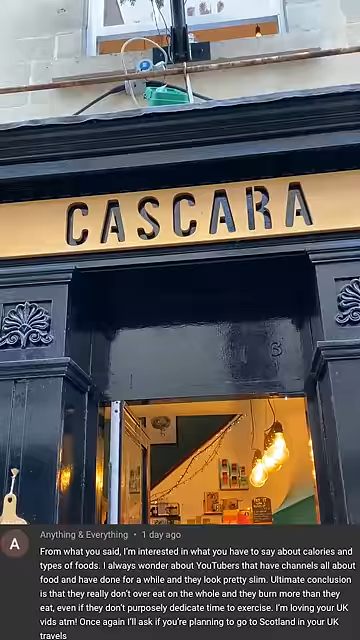 CASCARA
3
A
Anything & Everything • 1 day ago
From what you said, I'm interested in what you have to say about calories and
types of foods. I always wonder about YouTubers that have channels all about
food and have done for a while and they look pretty slim. Ultimate conclusion
is that they really don't over eat on the whole and they burn more than they
eat, even if they don't purposely dedicate time to exercise. I'm loving your UK
vids atm! Once again I'll ask if you're planning to go to Scotland in your UK
travels